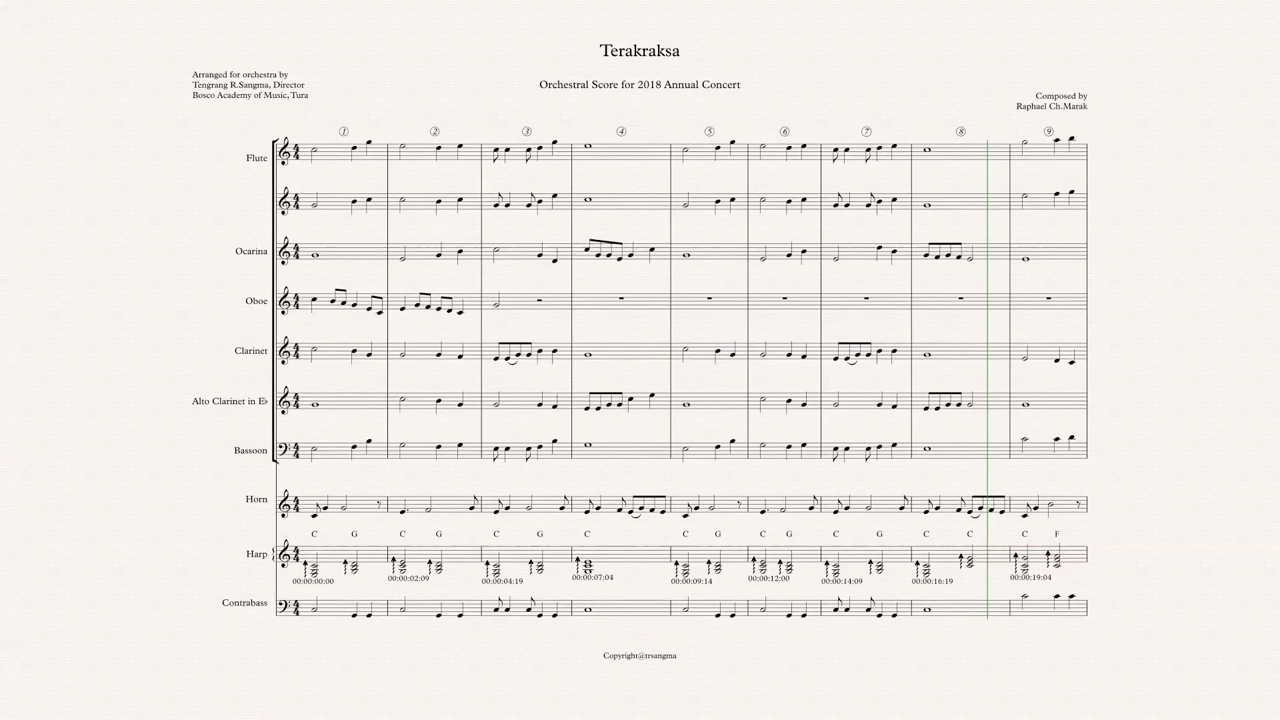 Terakraksa
Arranged for orchestra by
Tengrang R.Sangma, Director
Bosco Academy of Music, Tura
Orchestral Score for 2018 Annual Concert
Composed by
Raphael Ch.Marak
1 2 3 4 5 6 7 8 9
Flute
Ocarina
Oboe
Clarinet
Alto Clarinet in E♭
Bassoon
Horn
C G C G C G C C G C G C G C C C F
Harp
00:00:00:00 00:00:02:09 00:00:04:19 00:00:07:04 00:00:09:14 00:00:12:00 00:00:14:09 00:00:16:19 00:00:19:04
Contrabass
Copyright@trsangma